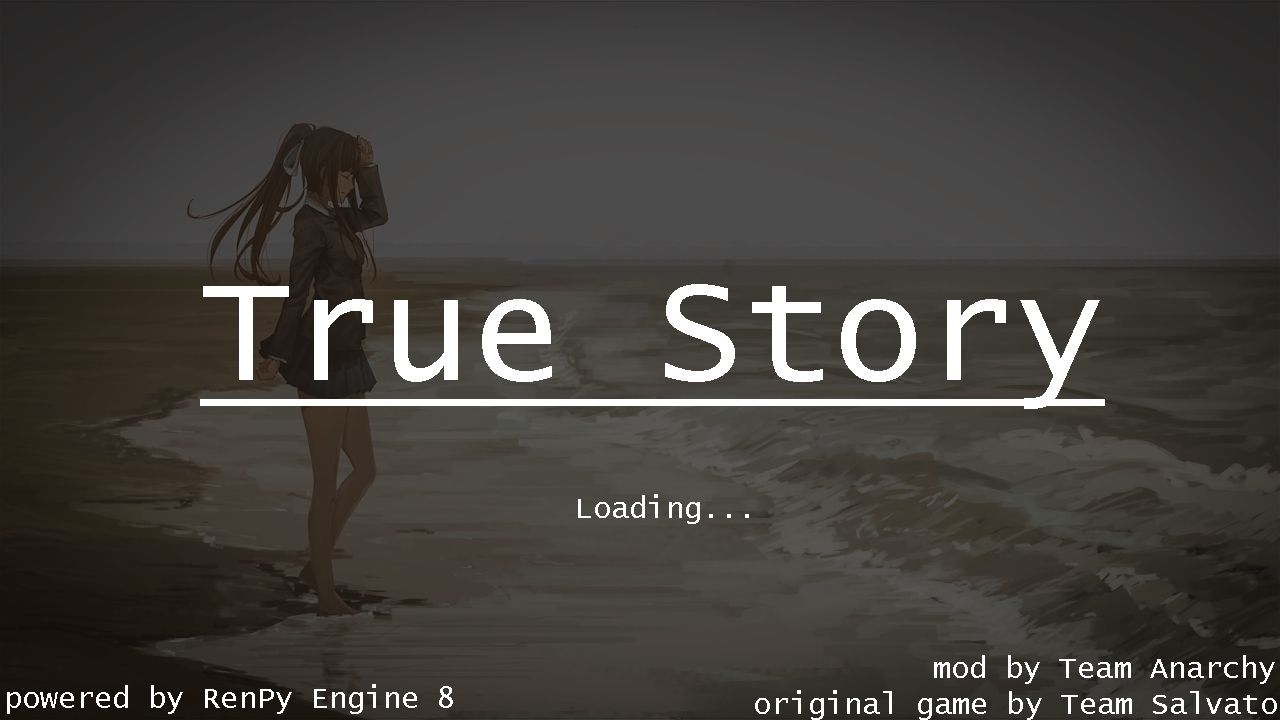 True Story
Loading...
mod by Team Anarchy
powered by RenPy Engine 8
original game by Team Salvato